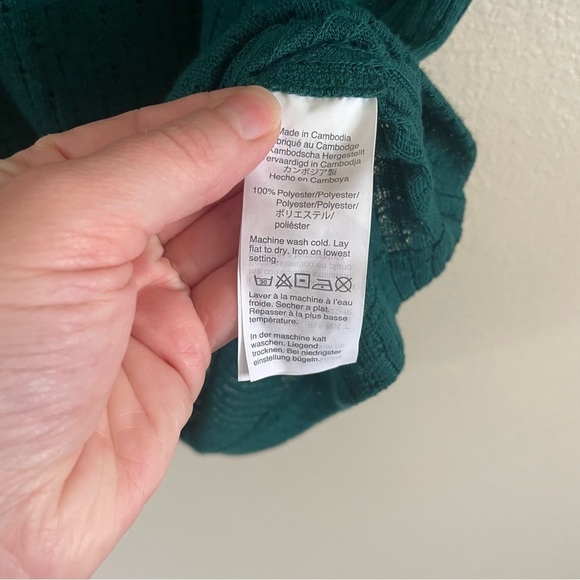 Made in Cambodia
briqué au Cambodge
Kambodscha Hergestellt
ervaardigd in Cambodja
カンボジア製
Hecho en Camboya
100% Polyester/Polyester/
Polyester/Polyester/
ポリエステル/
poliéster
Machine wash cold. Lay
flat to dry. Iron on lowest
setting.
30
Laver à la machine à l'eau
froide. Secher a plat.
Repasser à la plus basse
température.
In der maschine kalt
waschen. Liegend
trocknen. Bei niedrigster
einstellung bügeln.